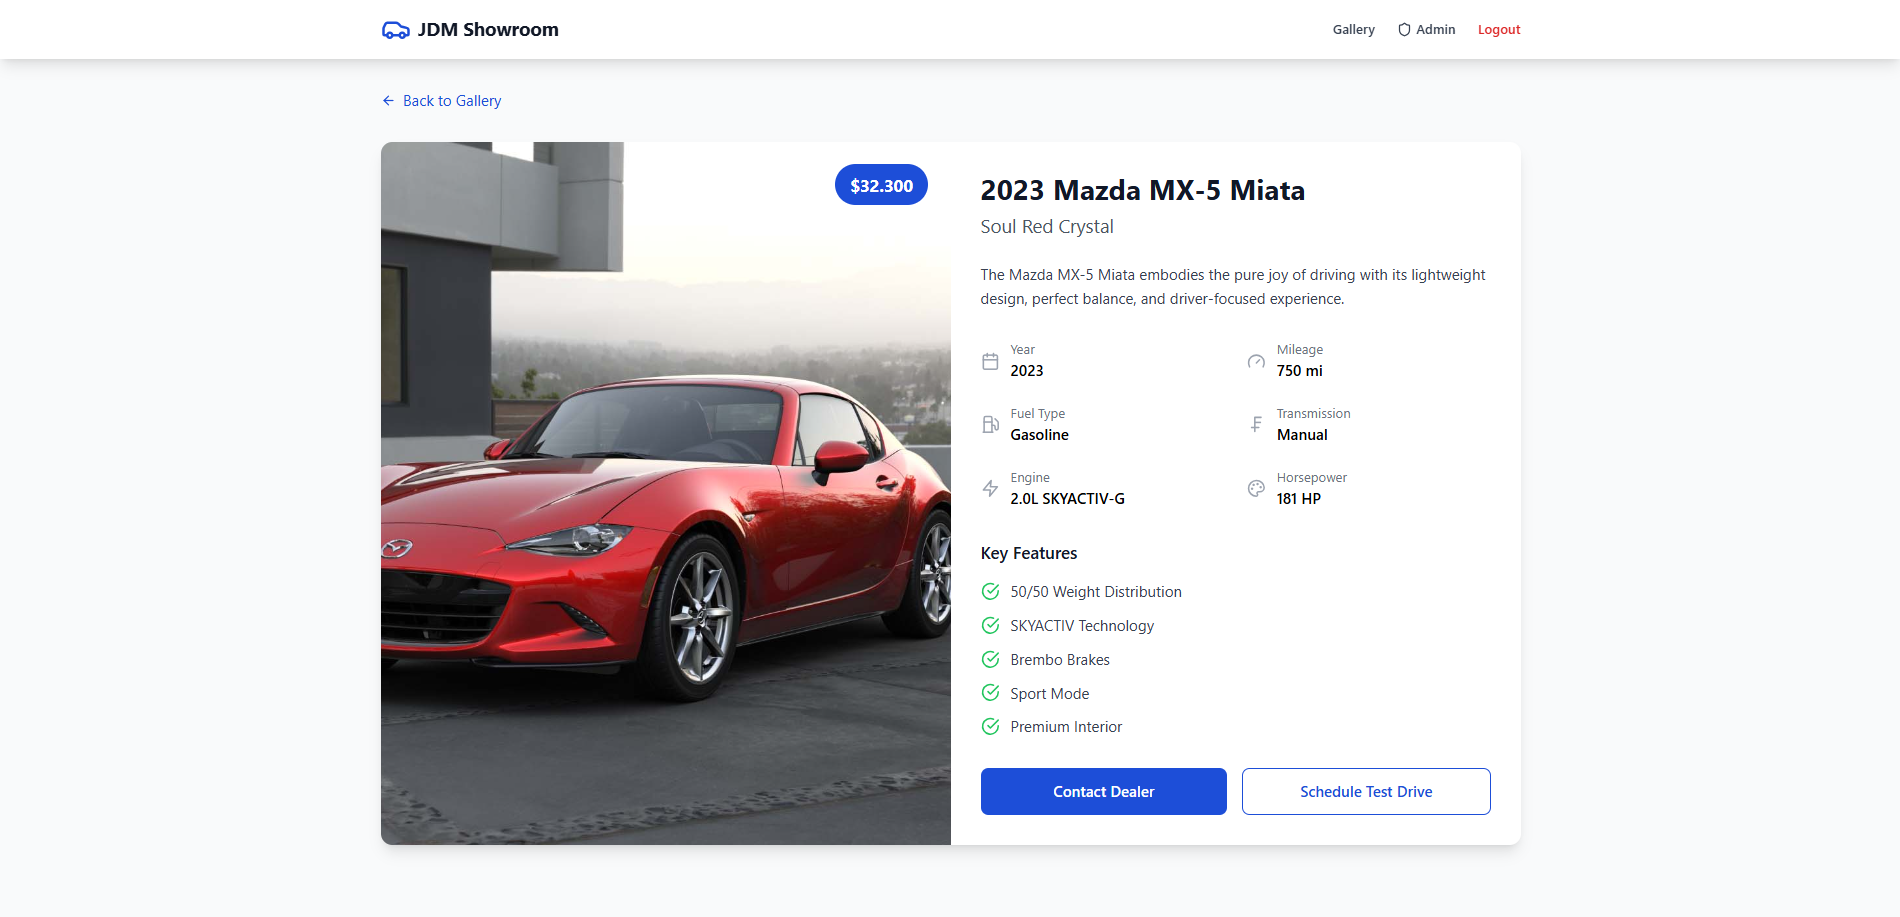 JDM Showroom
Gallery
Admin
Logout
Back to Gallery
$32.300
2023 Mazda MX-5 Miata
Soul Red Crystal
The Mazda MX-5 Miata embodies the pure joy of driving with its lightweight
design, perfect balance, and driver-focused experience.
Year
2023
Mileage
750 mi
Fuel Type
Gasoline
Transmission
Manual
Engine
2.0L SKYACTIV-G
Horsepower
181 HP
Key Features
50/50 Weight Distribution
SKYACTIV Technology
Brembo Brakes
Sport Mode
Premium Interior
Contact Dealer
Schedule Test Drive